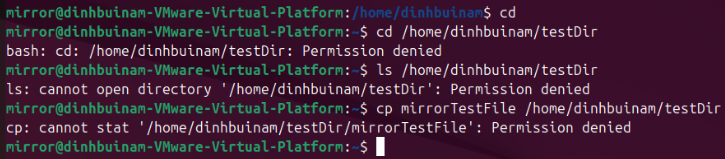 mirror@dinhbuinam-VMware-Virtual-Platform:/home/dinhbuinam$ cd
mirror@dinhbuinam-VMware-Virtual-Platform:~$ cd /home/dinhbuinam/testDir
bash: cd: /home/dinhbuinam/testDir: Permission denied
mirror@dinhbuinam-VMware-Virtual-Platform:~$ ls /home/dinhbuinam/testDir
ls: cannot open directory '/home/dinhbuinam/testDir': Permission denied
mirror@dinhbuinam-VMware-Virtual-Platform:~$ cp mirrorTestFile /home/dinhbuinam/testDir
cp: cannot stat '/home/dinhbuinam/testDir/mirrorTestFile': Permission denied
mirror@dinhbuinam-VMware-Virtual-Platform:~$